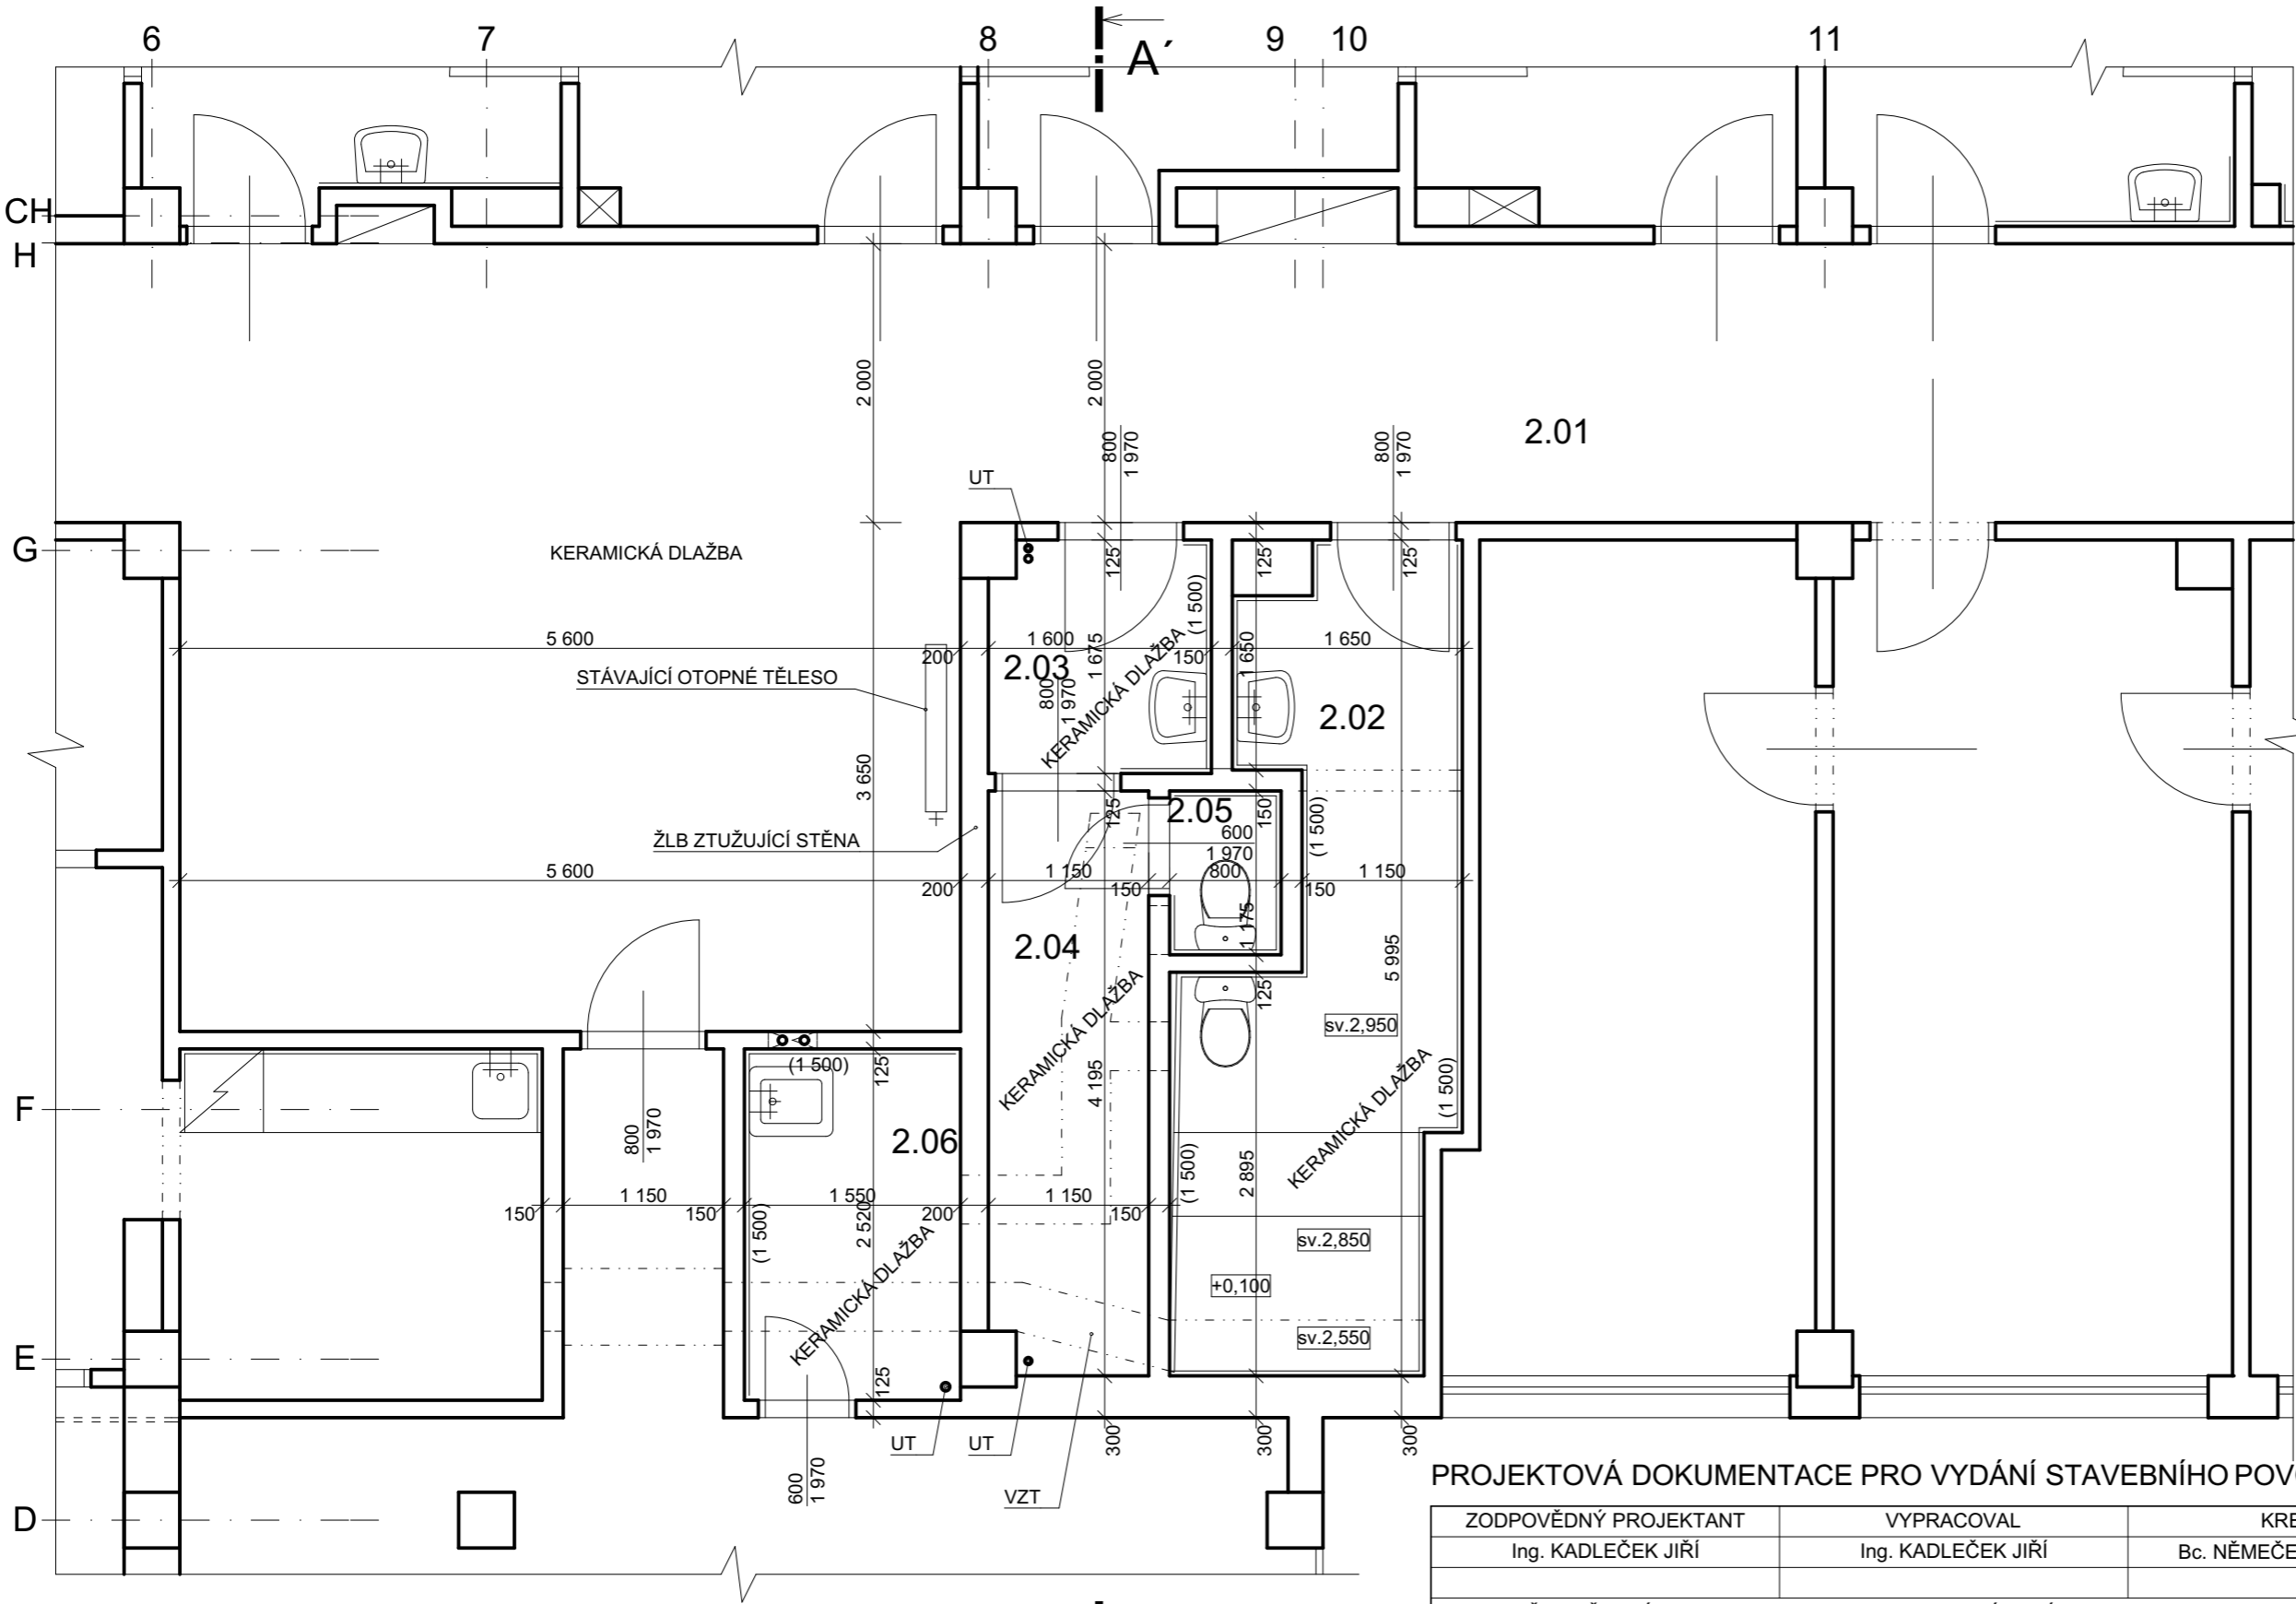 6 7 8 A´ 9 10 11
CH
H
2 000
2 000
800
1 970
800
1 970
2.01
UT
G
KERAMICKÁ DLAŽBA
125
125
125
(1 500)
5 600
200
1 600
150
1 650
1 675
1 650
STÁVAJÍCÍ OTOPNÉ TĚLESO
2.03
800
1 970
KERAMICKÁ DLAŽBA
2.02
3 650
125
2.05
150
(1 500)
ŽLB ZTUŽUJÍCÍ STĚNA
600
1 970
5 600
200
1 150
150
800
150
1 150
1 175
2.04
5 995
KERAMICKÁ DLAŽBA
125
sv.2,950
(1 500)
125
4 195
KERAMICKÁ DLAŽBA
(1 500)
F
800
1 970
2.06
(1 500)
2 895
150
1 150
150
1 550
200
1 150
150
(1 500)
2 520
KERAMICKÁ DLAŽBA
sv.2,850
+0,100
sv.2,550
E
125
UT
UT
300
300
300
600
1 970
VZT
D
PROJEKTOVÁ DOKUMENTACE PRO VYDÁNÍ STAVEBNÍHO POV
ZODPOVĚDNÝ PROJEKTANT VYPRACOVAL KRE
Ing. KADLEČEK JIŘÍ Ing. KADLEČEK JIŘÍ Bc. NĚMEČE